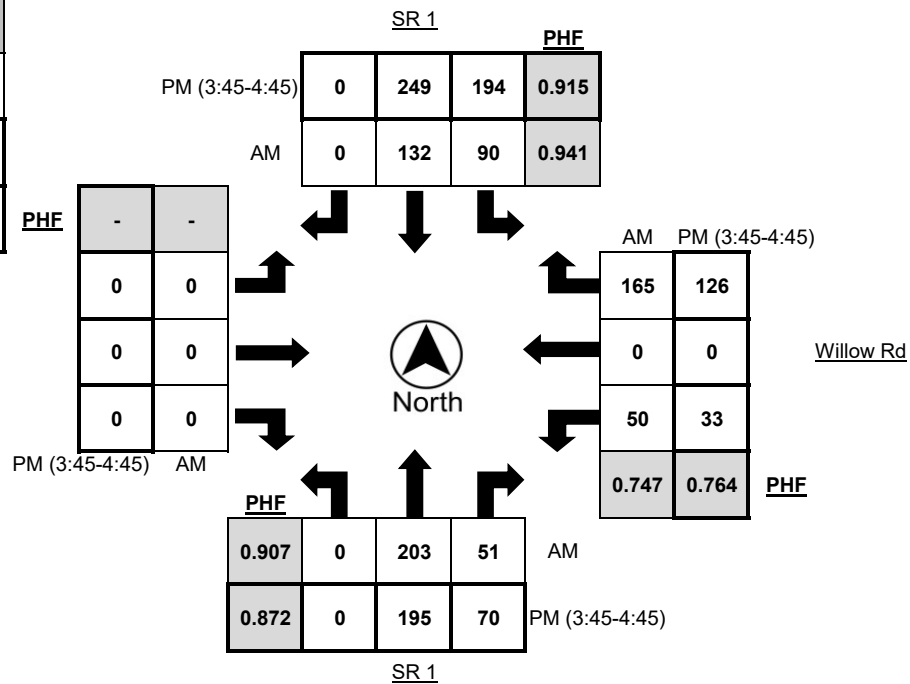 SR 1
PHF
PM (3:45-4:45) 0 249 194 0.915
AM 0 132 90 0.941
PHF - -
0 0
0 0
0 0
PM (3:45-4:45) AM
North
AM PM (3:45-4:45)
165 126
0 0
50 33
0.747 0.764 PHF
Willow Rd
PHF
0.907 0 203 51 AM
0.872 0 195 70 PM (3:45-4:45)
SR 1